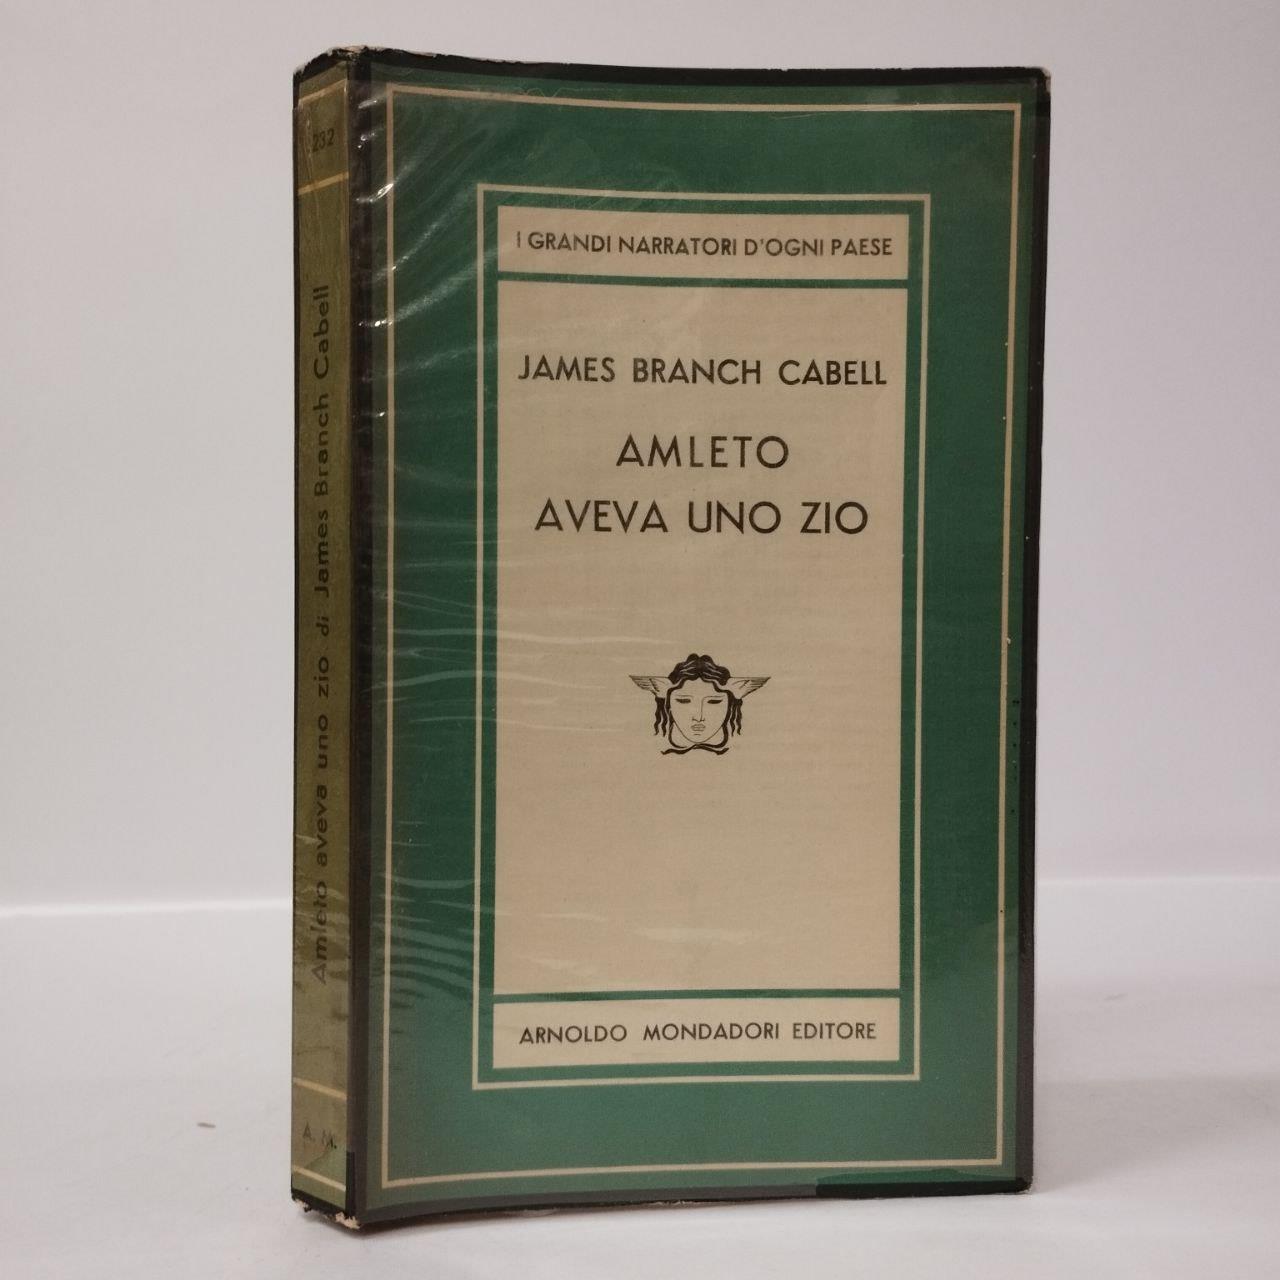 232
Amleto aveva uno zio di James Branch Cabell
A. M.
I GRANDI NARRATORI D'OGNI PAESE
JAMES BRANCH CABELL
AMLETO
AVEVA UNO ZIO
ARNOLDO MONDADORI EDITORE